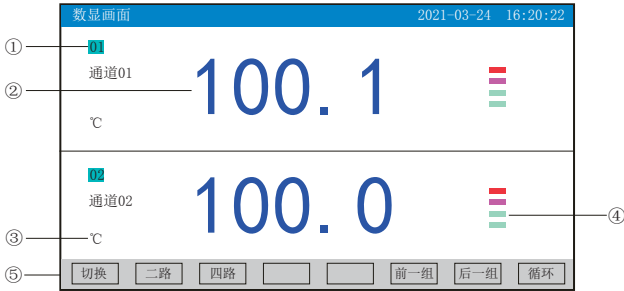 数显画面 2021-03-24 16:20:22
① 01
通道01
② 100. 1
℃
02
通道02
100. 0
④
③ ℃
⑤ 切换 二路 四路 前一组 后一组 循环